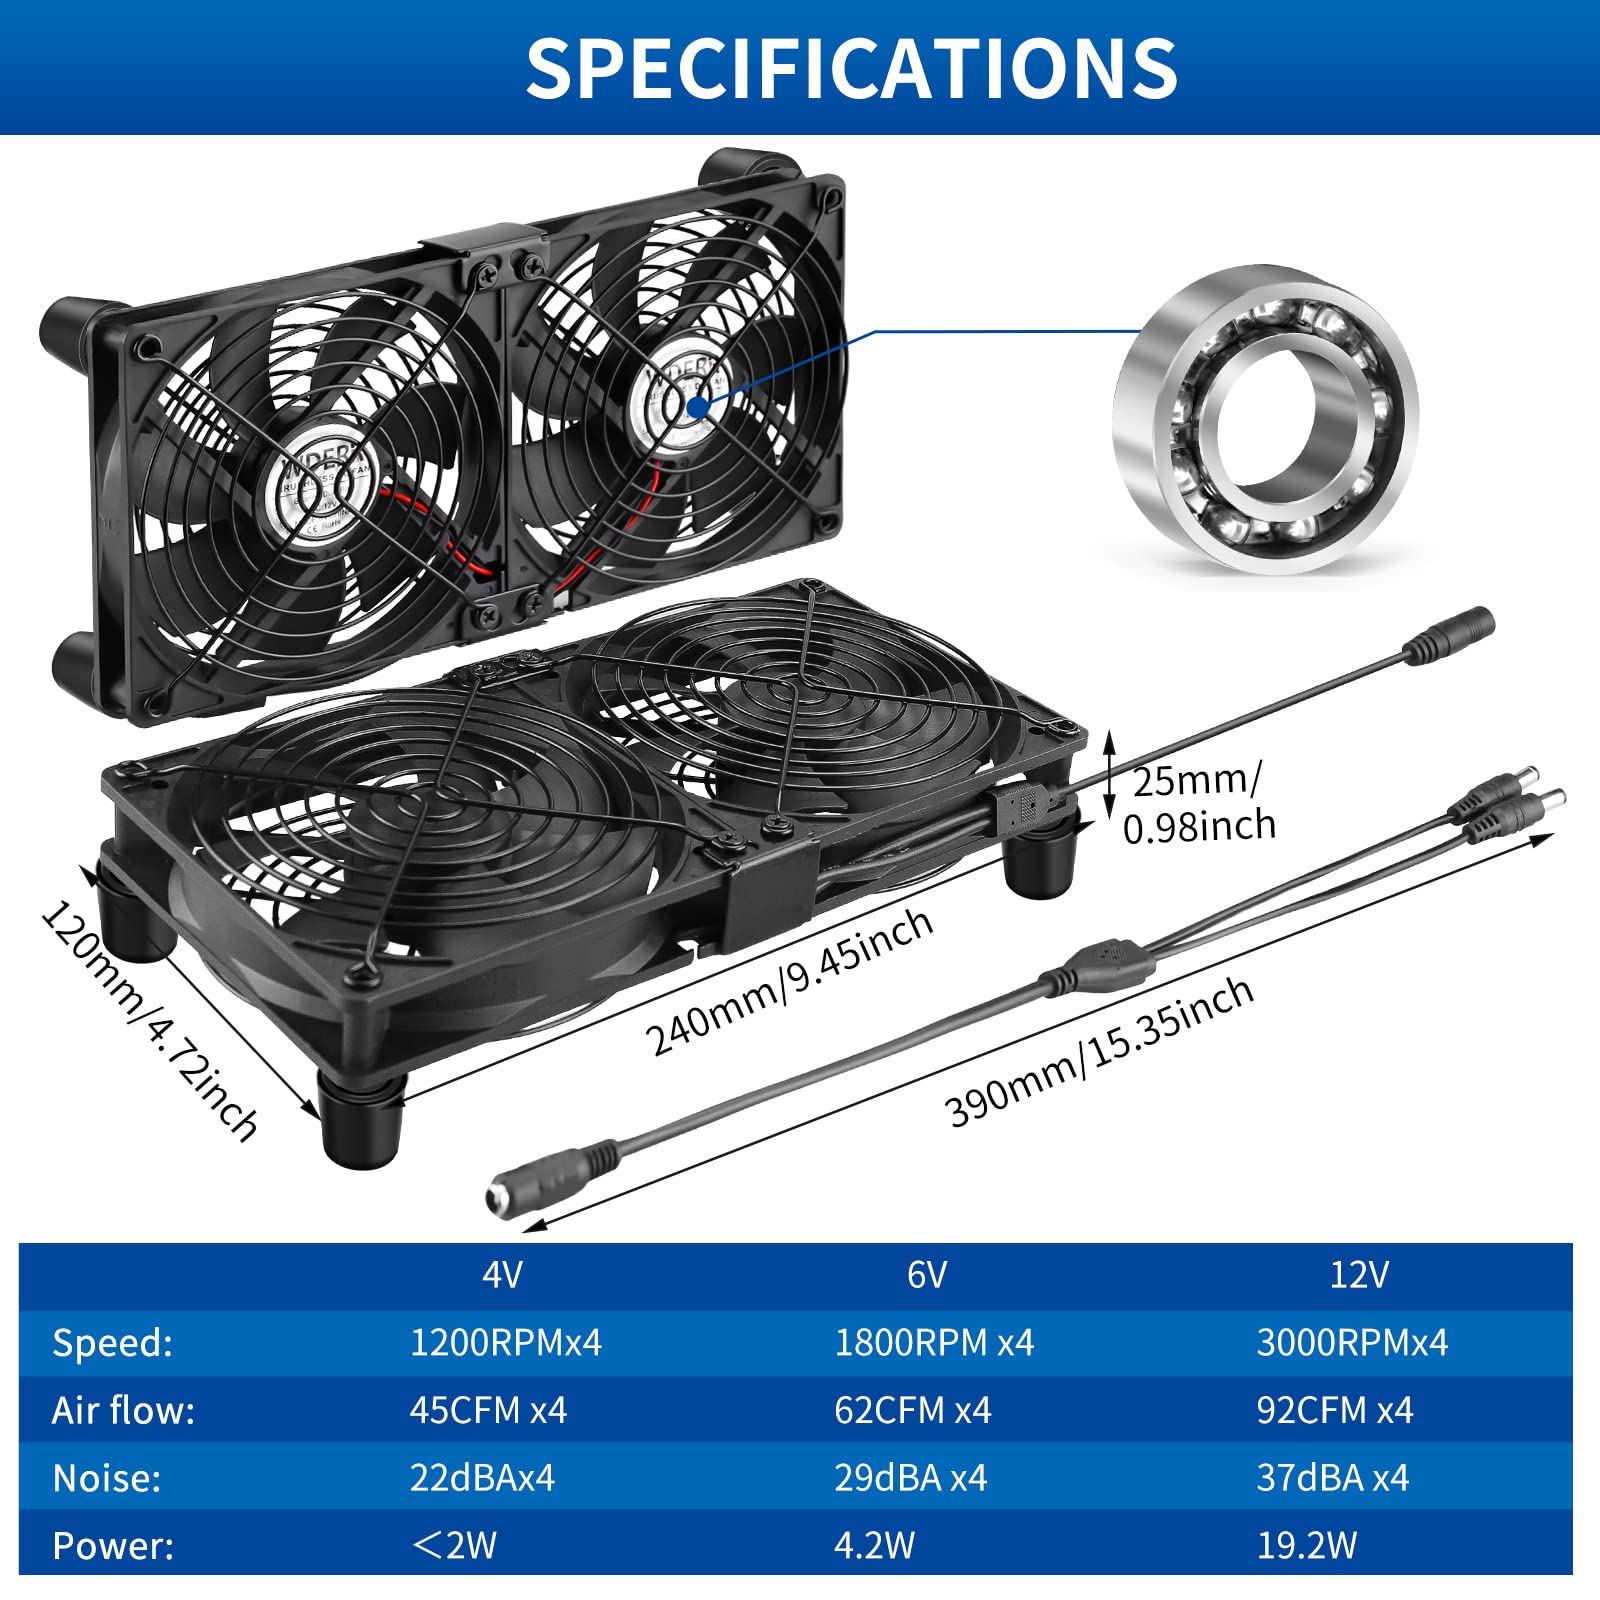 SPECIFICATIONS
25mm/
0.98inch
120mm/4.72inch
240mm/9.45inch
390mm/15.35inch
4V 6V 12V
Speed: 1200RPMx4 1800RPM x4 3000RPMx4
Air flow: 45CFM x4 62CFM x4 92CFM x4
Noise: 22dBAx4 29dBA x4 37dBA x4
Power: ＜2W 4.2W 19.2W